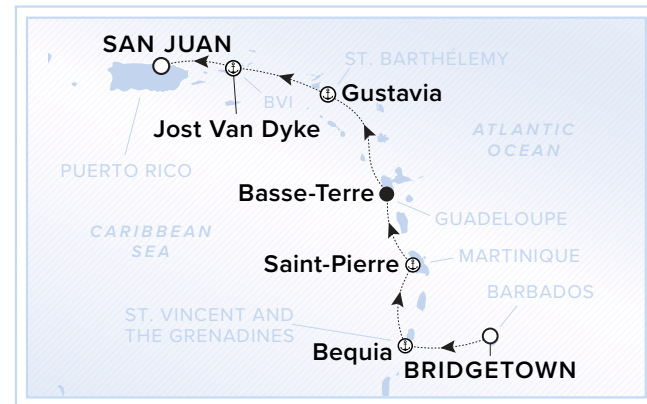 SAN JUAN
ST. BARTHÉLEMY
BVI
Gustavia
Jost Van Dyke
ATLANTIC
OCEAN
PUERTO RICO
Basse-Terre
GUADELOUPE
CARIBBEAN
SEA
Saint-Pierre
MARTINIQUE
BARBADOS
ST. VINCENT AND
THE GRENADINES
Bequia
BRIDGETOWN